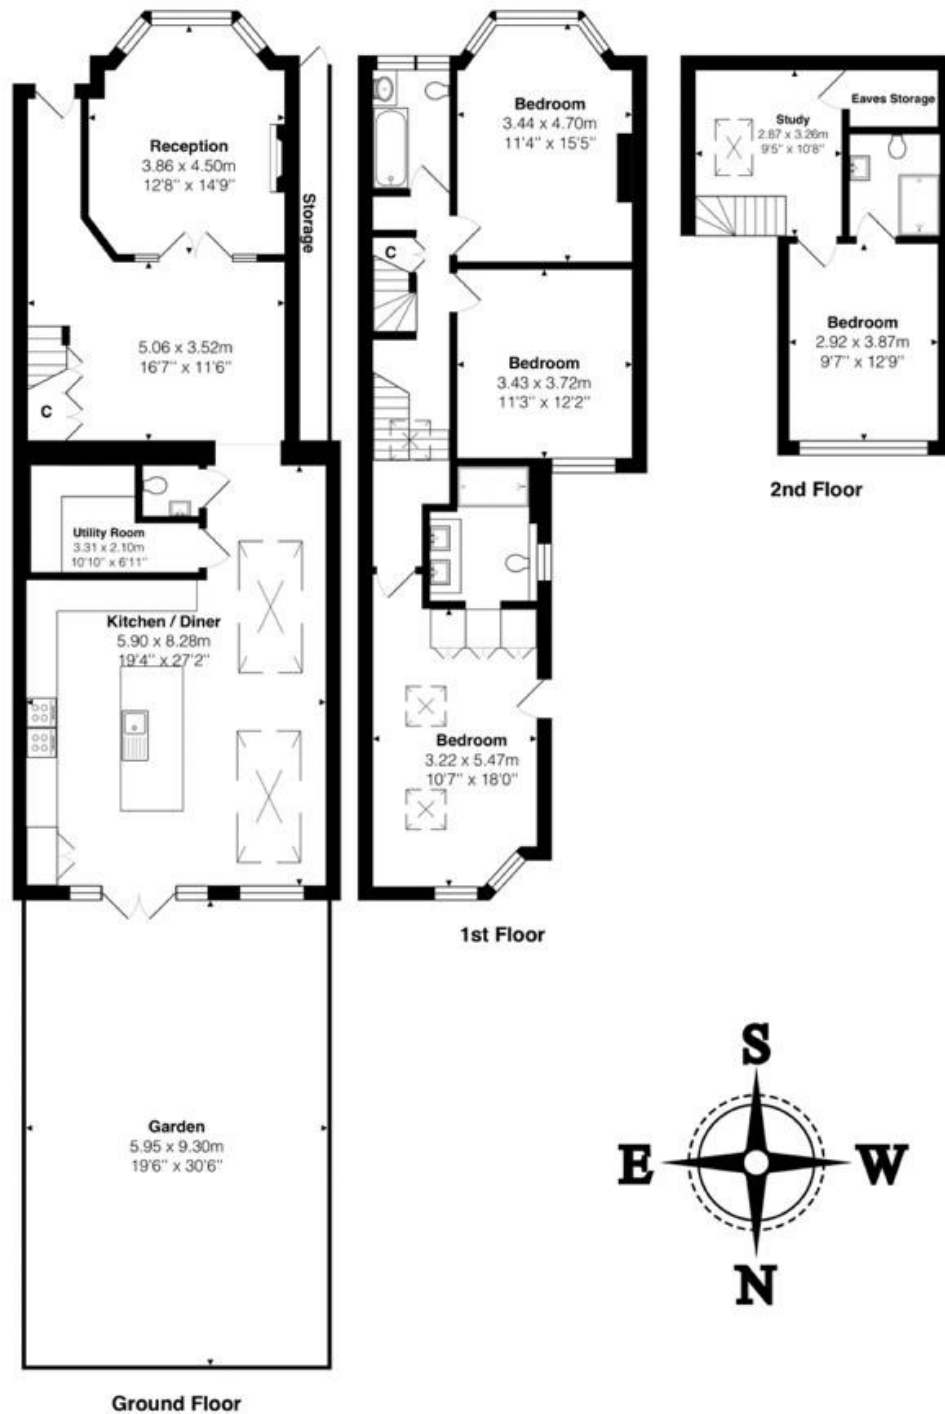 Reception
3.86 x 4.50m
12'8" x 14'9"
Storage
5.06 x 3.52m
16'7" x 11'6"
C
Utility Room
3.31 x 2.10m
10'10" x 6'11"
Kitchen / Diner
5.90 x 8.28m
19'4" x 27'2"
Garden
5.95 x 9.30m
19'6" x 30'6"
Ground Floor
Bedroom
3.44 x 4.70m
11'4" x 15'5"
C
Bedroom
3.43 x 3.72m
11'3" x 12'2"
Bedroom
3.22 x 5.47m
10'7" x 18'0"
1st Floor
Eaves Storage
Study
2.87 x 3.26m
9'5" x 10'8"
Bedroom
2.92 x 3.87m
9'7" x 12'9"
2nd Floor
S
E
W
N